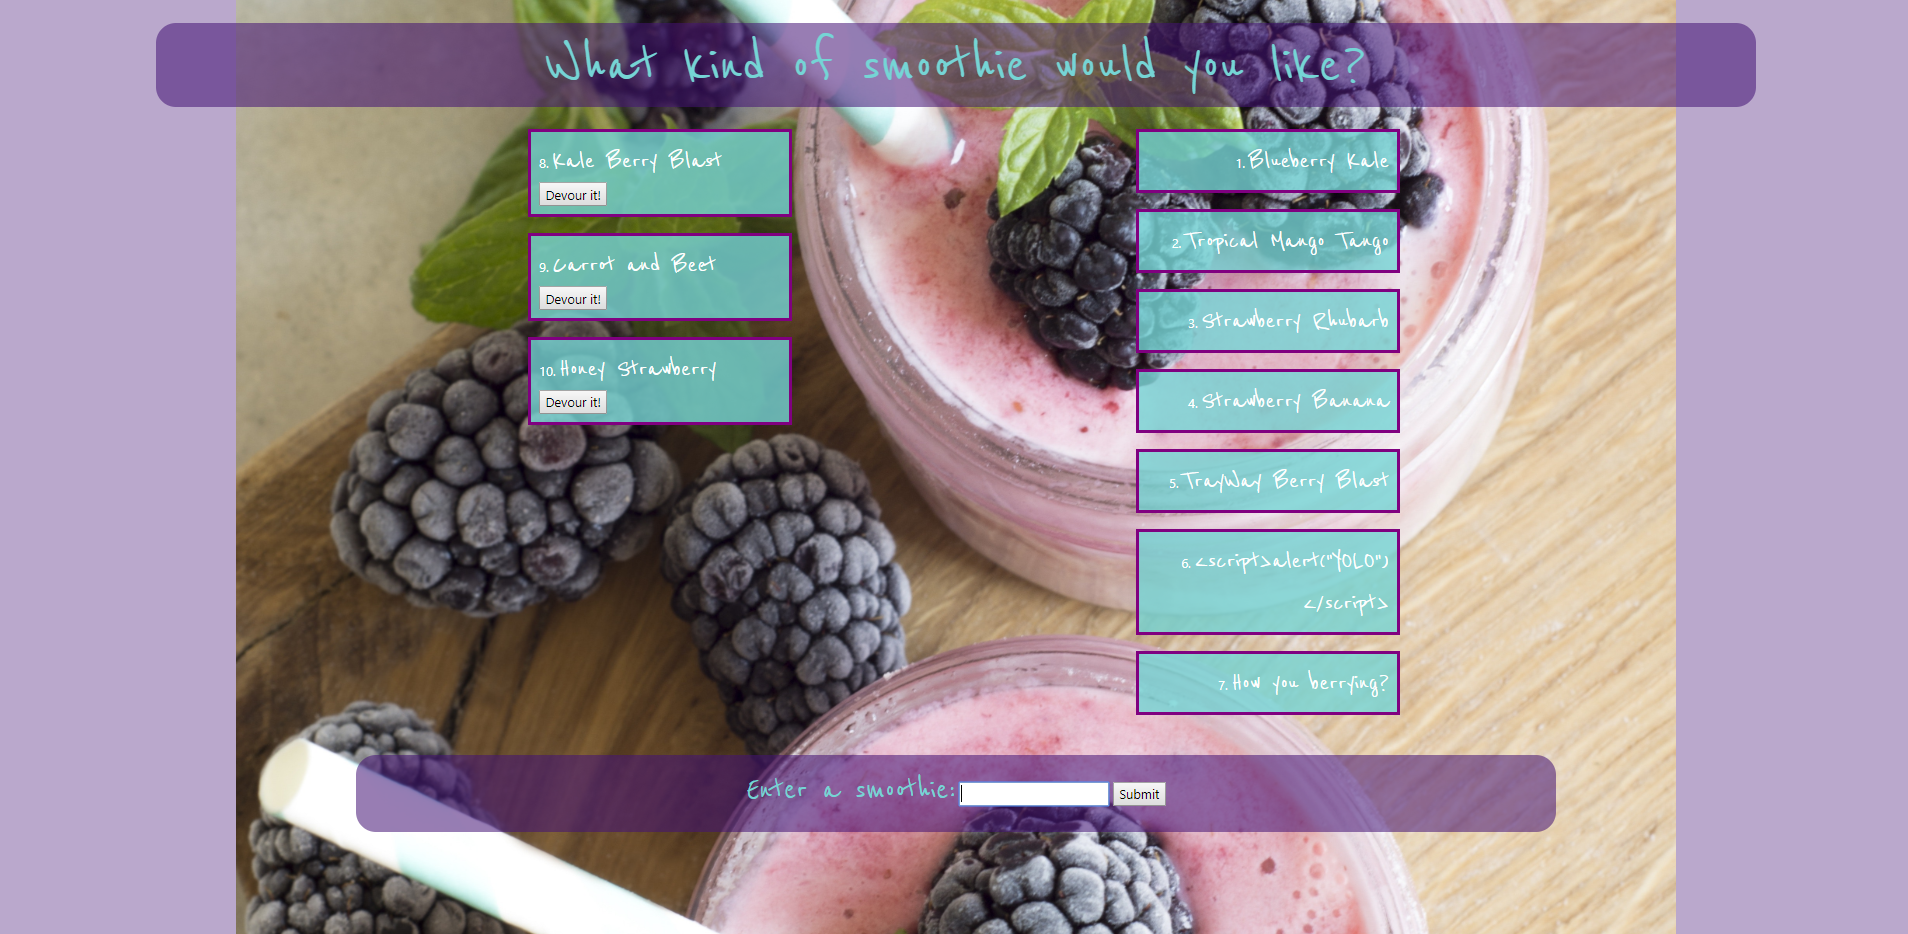 What kind of smoothie would you like?
8. Kale Berry Blast
Devour it!
9. Carrot and Beet
Devour it!
10. Honey Strawberry
Devour it!
1. Blueberry Kale
2. Tropical Mango Tango
3. Strawberry Rhubarb
4. Strawberry Banana
5. TrayWay Berry Blast
6. <script>alert("YOLO")
</script>
7. How you berrying?
Enter a smoothie: Submit